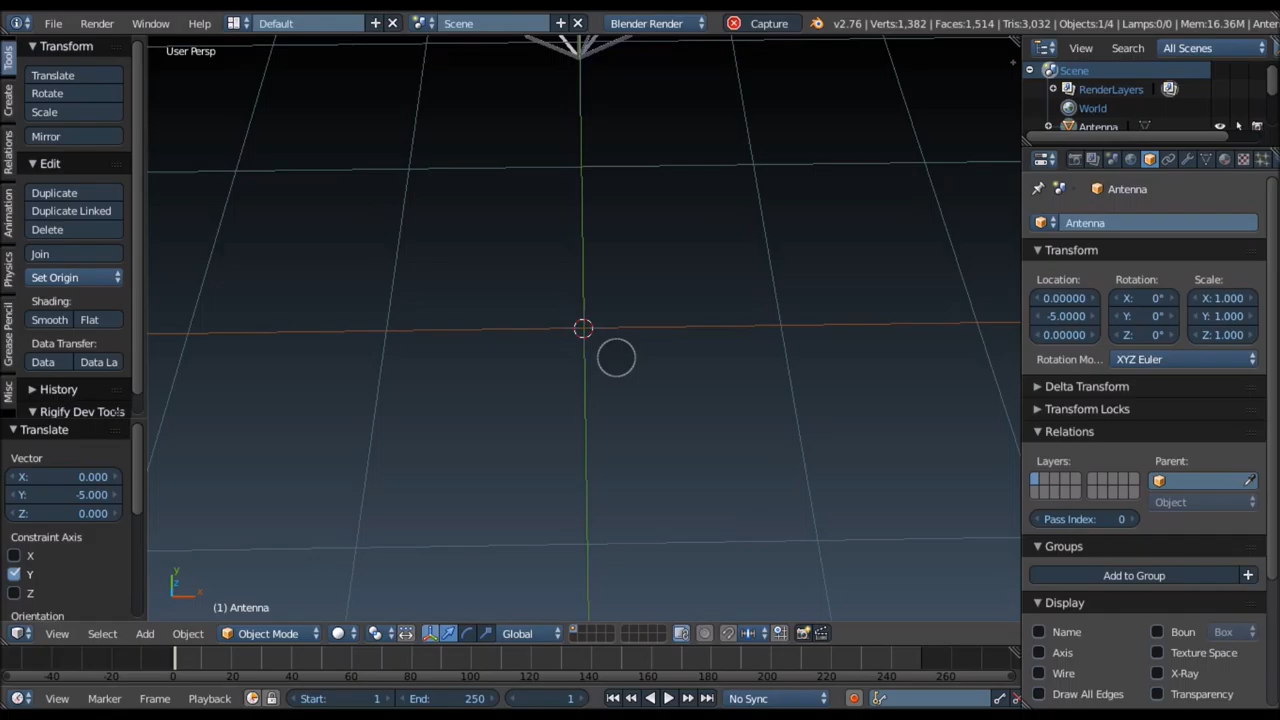 File Render Window Help Default Scene Blender Render Capture v2.76 | Verts:1,382 | Faces:1,514 | Tris:3,032 | Objects:1/4 | Lamps:0/0 | Mem:16.36M |
Tools
Create
Relations
Animation
Physics
Grease Pencil
Misc
Transform
Translate
Rotate
Scale
Mirror
Edit
Duplicate
Duplicate Linked
Delete
Join
Set Origin
Shading:
Smooth Flat
Data Transfer:
Data Data La
History
Rigify Dev Tools
Translate
Vector
X: 0.000
Y: -5.000
Z: 0.000
Constraint Axis
X
Y
Z
Orientation
User Persp
y
z
x
(1) Antenna
View Select Add Object Object Mode Global
-40 -20 0 20 40 60 80 100 120 140 160 180 200 220 240 260
View Marker Frame Playback Start: 1 End: 250 1 No Sync
View Search All Scenes
Scene
RenderLayers
World
Antenna
Antenna
Antenna
Transform
Location: Rotation: Scale:
0.00000 X: 0° X: 1.000
-5.0000 Y: 0° Y: 1.000
0.00000 Z: 0° Z: 1.000
Rotation Mo... XYZ Euler
Delta Transform
Transform Locks
Relations
Layers: Parent:
Object
Pass Index: 0
Groups
Add to Group
Display
Name Boun Box
Axis Texture Space
Wire X-Ray
Draw All Edges Transparency